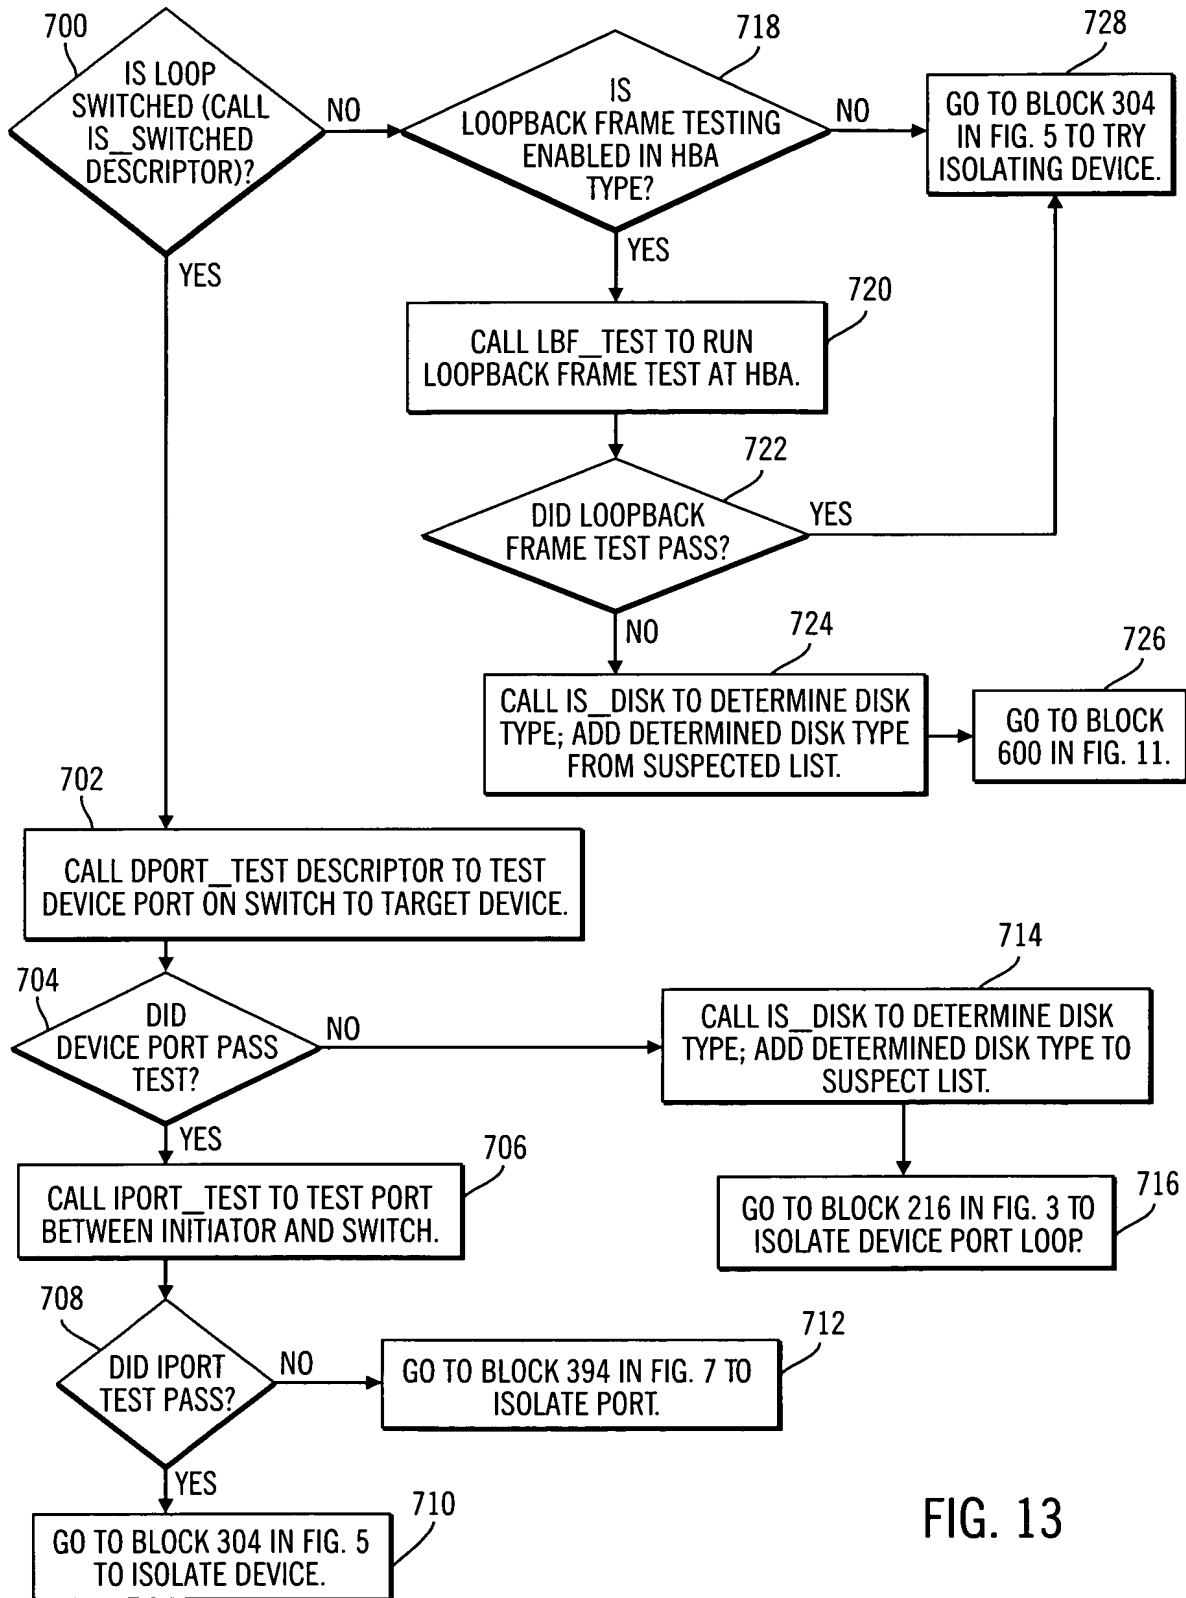 700
IS LOOP
SWITCHED (CALL
IS_SWITCHED
DESCRIPTOR)?
NO
YES
718
IS
LOOPBACK FRAME TESTING
ENABLED IN HBA
TYPE?
NO
YES
728
GO TO BLOCK 304
IN FIG. 5 TO TRY
ISOLATING DEVICE.
720
CALL LBF_TEST TO RUN
LOOPBACK FRAME TEST AT HBA.
722
DID LOOPBACK
FRAME TEST PASS?
YES
NO
724
CALL IS_DISK TO DETERMINE DISK
TYPE; ADD DETERMINED DISK TYPE
FROM SUSPECTED LIST.
726
GO TO BLOCK
600 IN FIG. 11.
702
CALL DPORT_TEST DESCRIPTOR TO TEST
DEVICE PORT ON SWITCH TO TARGET DEVICE.
704
DID
DEVICE PORT PASS
TEST?
NO
YES
714
CALL IS_DISK TO DETERMINE DISK
TYPE; ADD DETERMINED DISK TYPE TO
SUSPECT LIST.
716
GO TO BLOCK 216 IN FIG. 3 TO
ISOLATE DEVICE PORT LOOP.
706
CALL IPORT_TEST TO TEST PORT
BETWEEN INITIATOR AND SWITCH.
708
DID IPORT
TEST PASS?
NO
YES
712
GO TO BLOCK 394 IN FIG. 7 TO
ISOLATE PORT.
710
GO TO BLOCK 304 IN FIG. 5
TO ISOLATE DEVICE.
FIG. 13